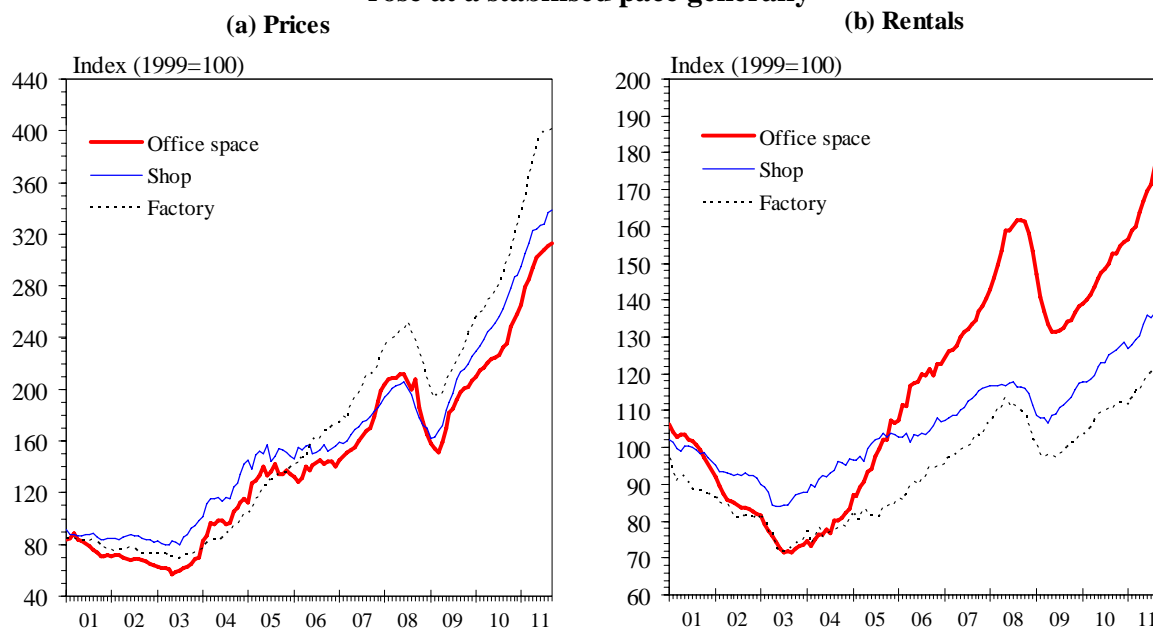 rose at a stabilised pace generally
(a) Prices
Index (1999=100)
440
400
360
320
280
240
200
160
120
80
40
Office space
Shop
Factory
01 02 03 04 05 06 07 08 09 10 11
(b) Rentals
Index (1999=100)
200
190
180
170
160
150
140
130
120
110
100
90
80
70
60
Office space
Shop
Factory
01 02 03 04 05 06 07 08 09 10 11